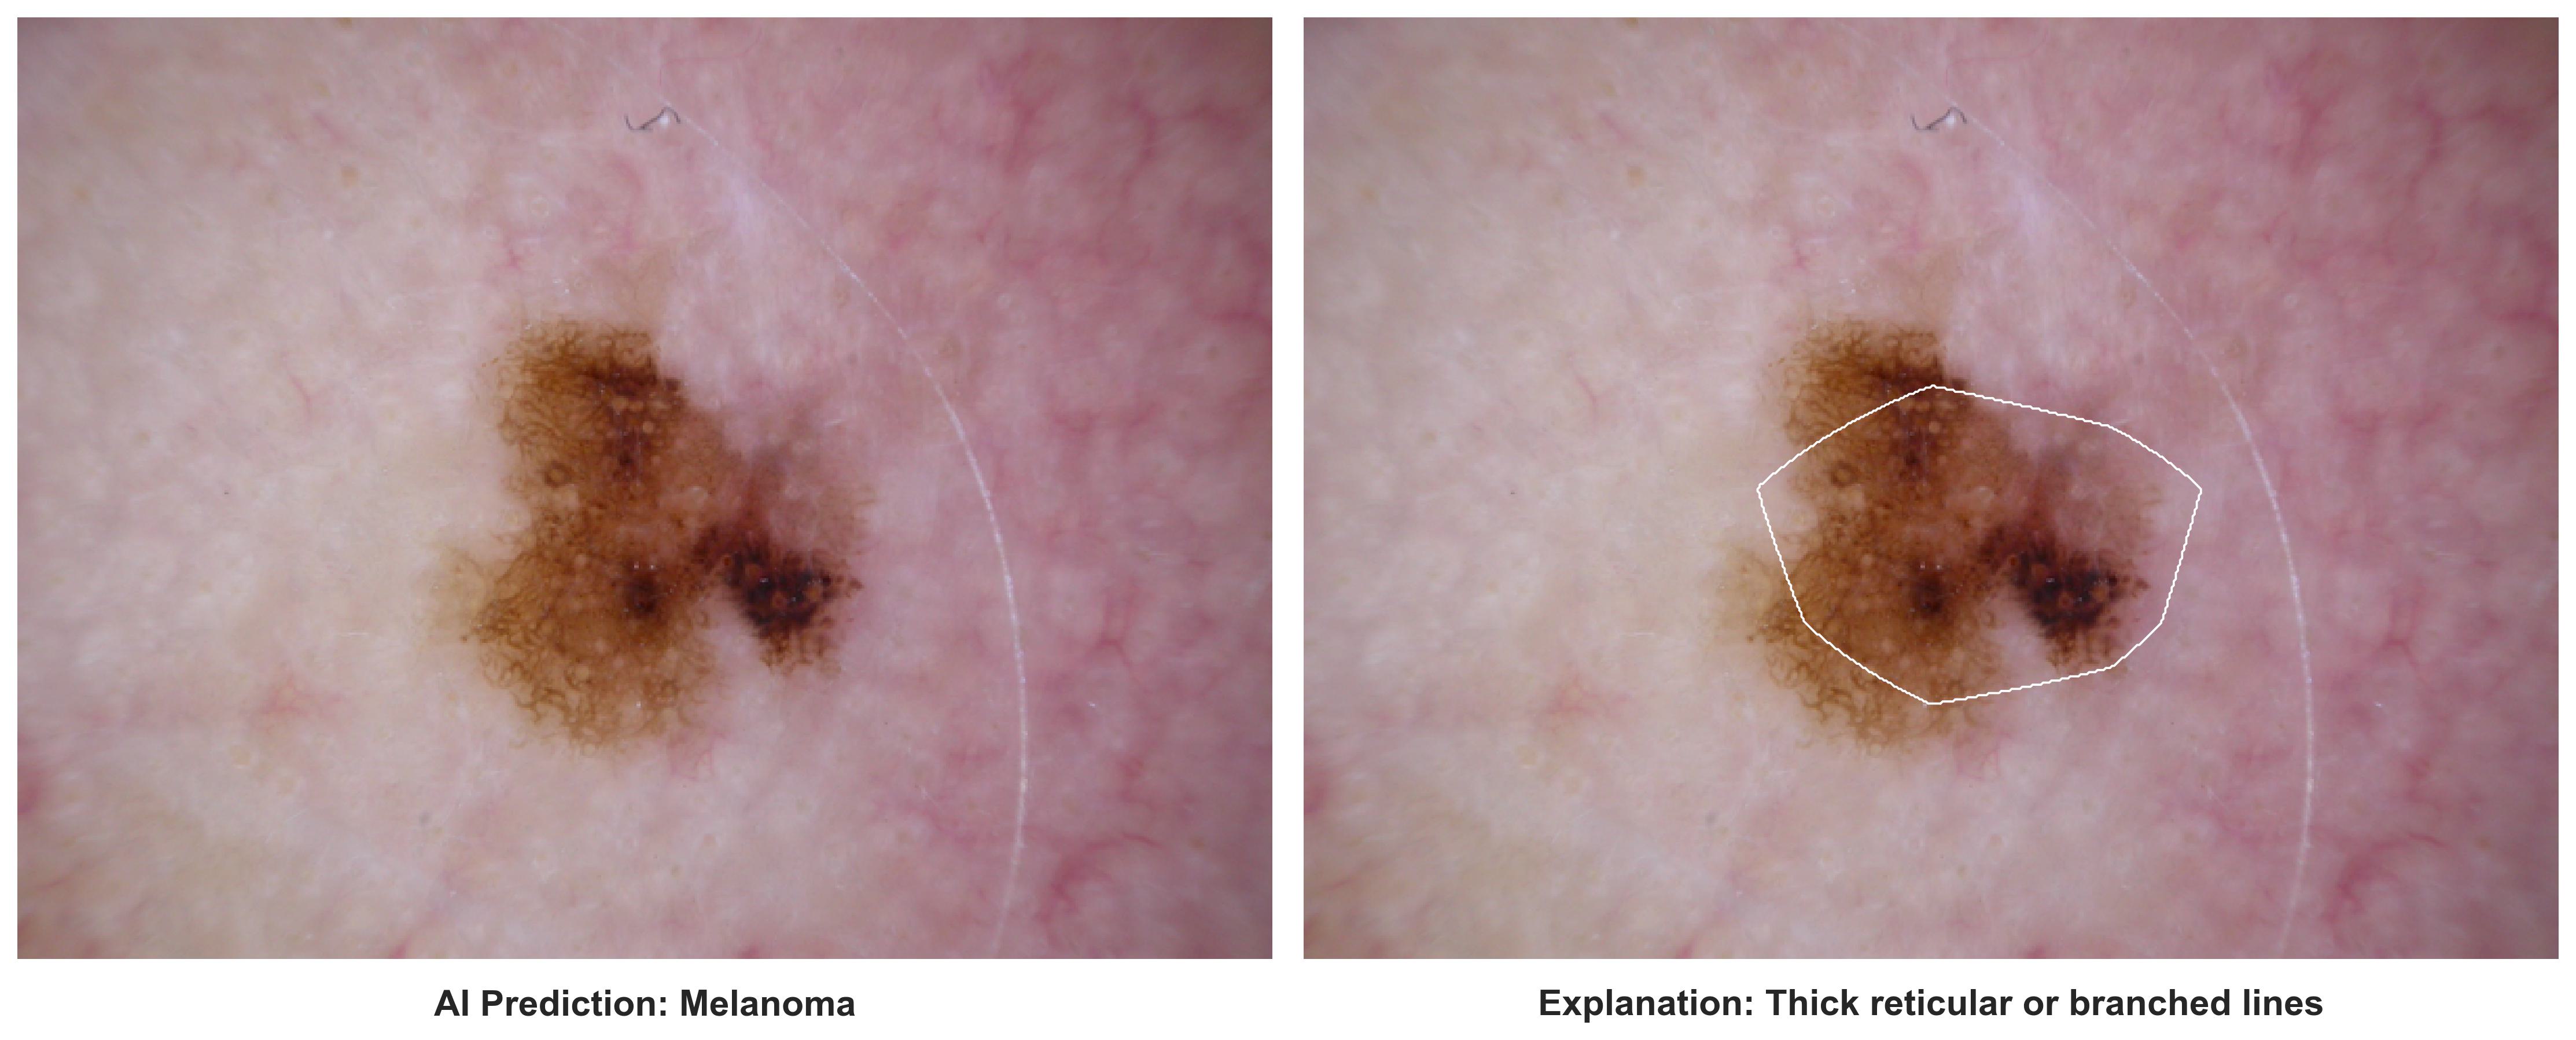 AI Prediction: Melanoma
Explanation: Thick reticular or branched lines